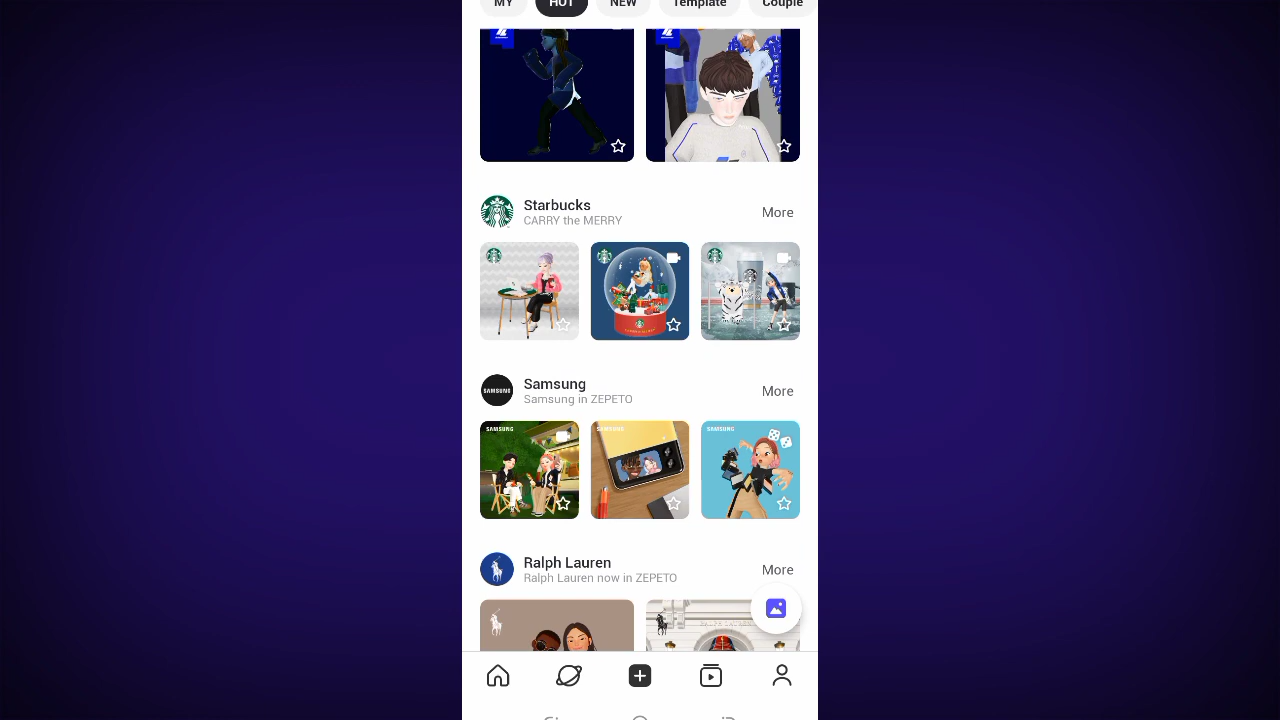 MY HOT NEW Template Couple
Starbucks
CARRY the MERRY
More
Samsung
Samsung in ZEPETO
More
SAMSUNG
SAMSUNG
SAMSUNG
SAMSUNG
Ralph Lauren
Ralph Lauren now in ZEPETO
More